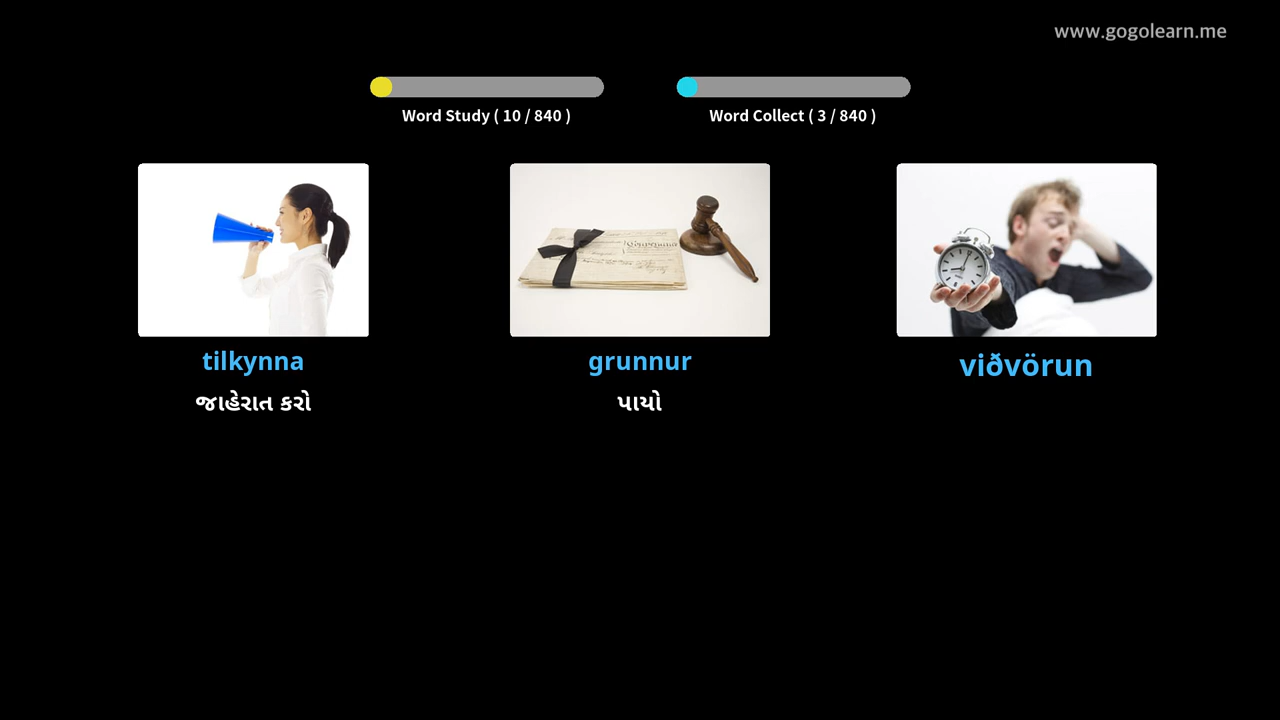 www.gogolearn.me
Word Study ( 10 / 840 )
Word Collect ( 3 / 840 )
tilkynna
grunnur
viðvörun
જાહેરાત કરો
પાયો